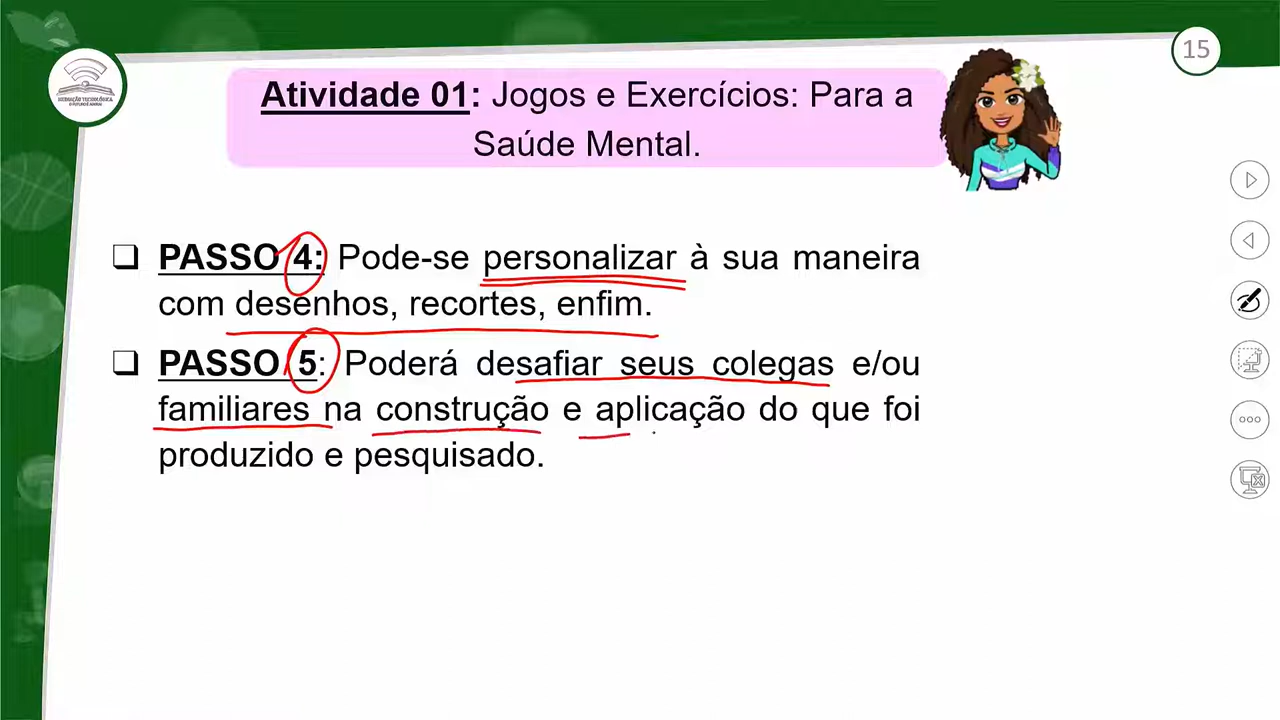 15
Atividade 01: Jogos e Exercícios: Para a
Saúde Mental.
❑ PASSO 4: Pode-se personalizar à sua maneira
com desenhos, recortes, enfim.
❑ PASSO 5: Poderá desafiar seus colegas e/ou
familiares na construção e aplicação do que foi
produzido e pesquisado.